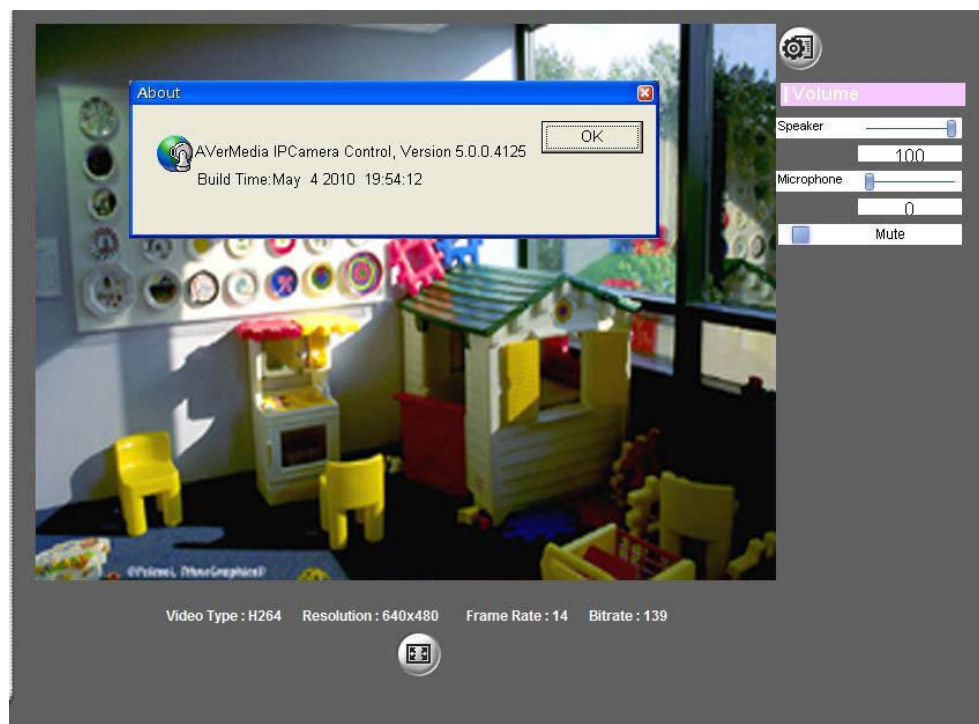 About
AVerMedia IPCamera Control, Version 5.0.0.4125
OK
Build Time:May 4 2010 19:54:12
Volume
Speaker
100
Microphone
0
Mute
Video Type : H264 Resolution : 640x480 Frame Rate : 14 Bitrate : 139